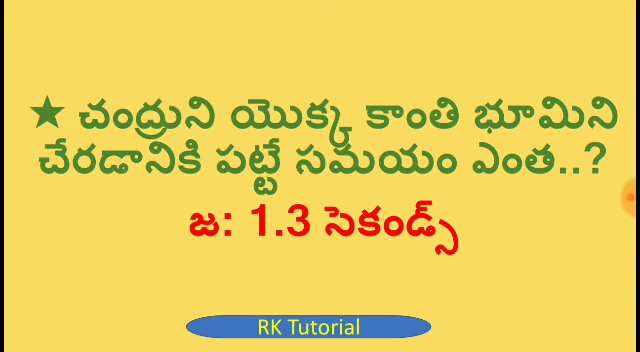 ★ చంద్రుని యొక్క కాంతి భూమిని
చేరడానికి పట్టే సమయం ఎంత..?
జ: 1.3 సెకండ్స్
RK Tutorial